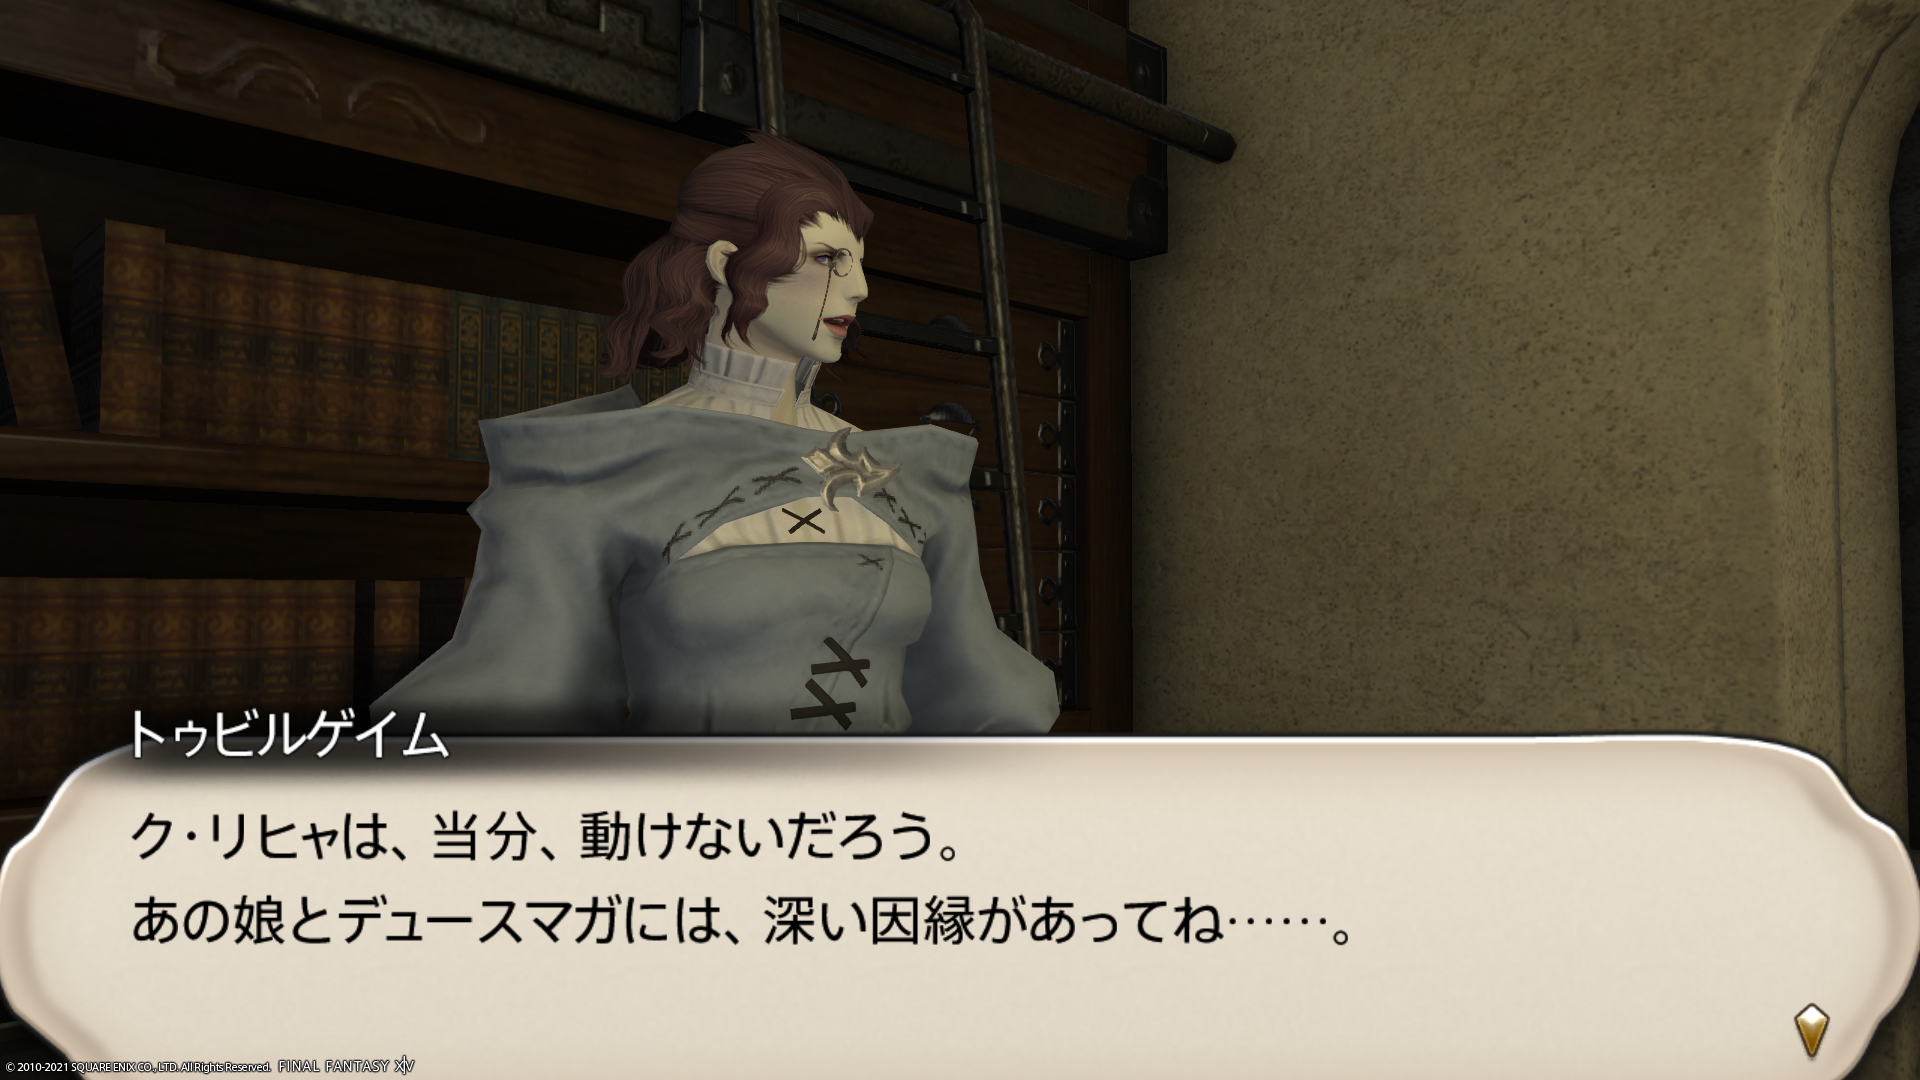 トゥビルゲイム
ク・リヒャは、当分、動けないだろう。
あの娘とデュースマガには、深い因縁があってね……。
© 2010-2021 SQUARE ENIX CO., LTD. All Rights Reserved. FINAL FANTASY XIV